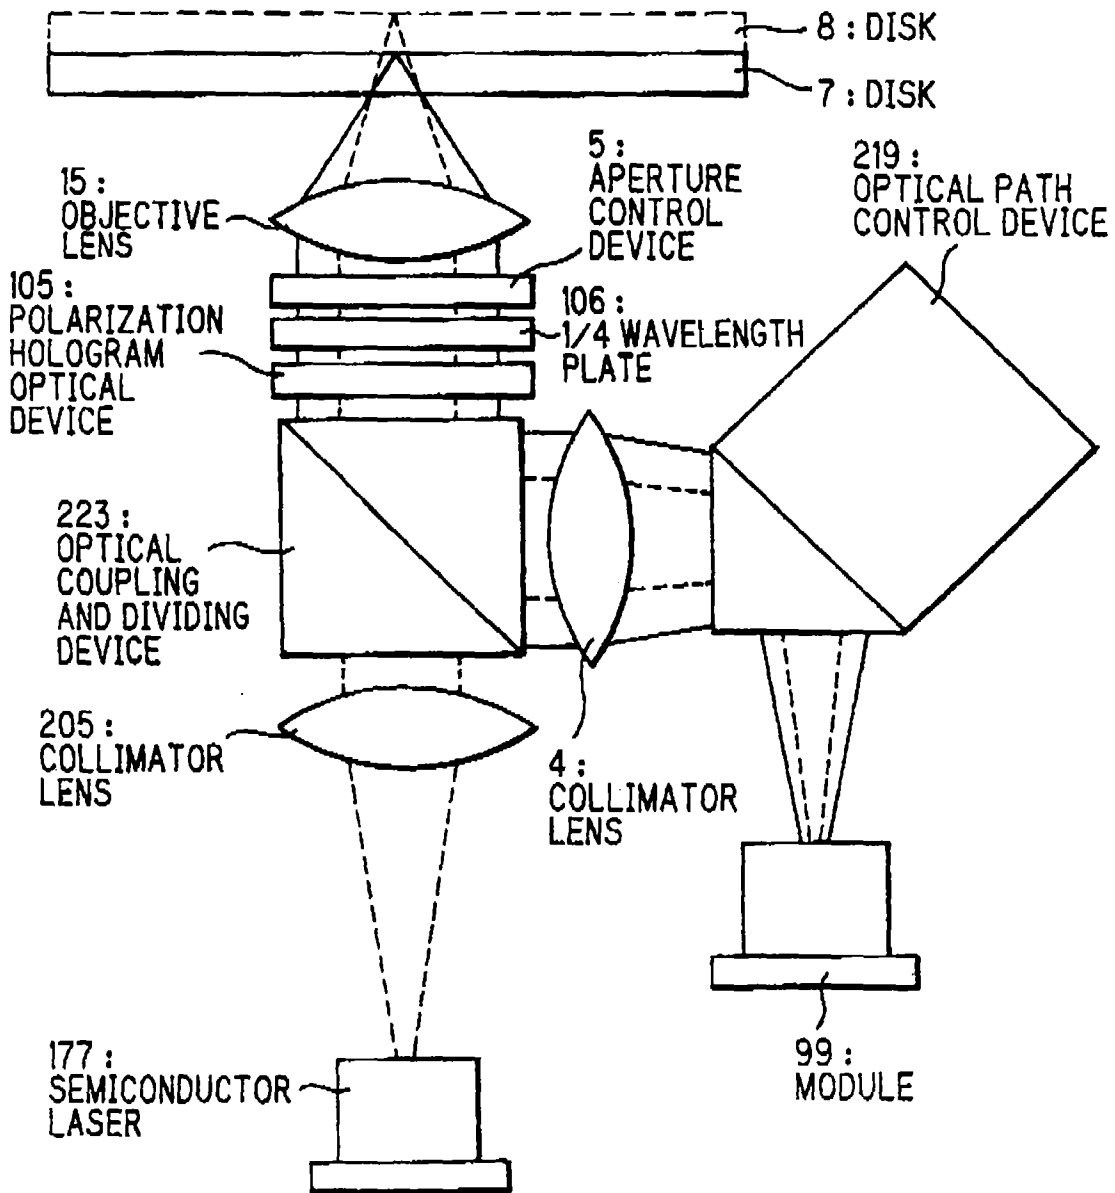 8: DISK
7: DISK
5:
APERTURE
CONTROL
DEVICE
219:
OPTICAL PATH
CONTROL DEVICE
15:
OBJECTIVE
LENS
105:
POLARIZATION
HOLOGRAM
OPTICAL
DEVICE
106:
1/4 WAVELENGTH
PLATE
223:
OPTICAL
COUPLING
AND DIVIDING
DEVICE
205:
COLLIMATOR
LENS
4:
COLLIMATOR
LENS
177:
SEMICONDUCTOR
LASER
99:
MODULE